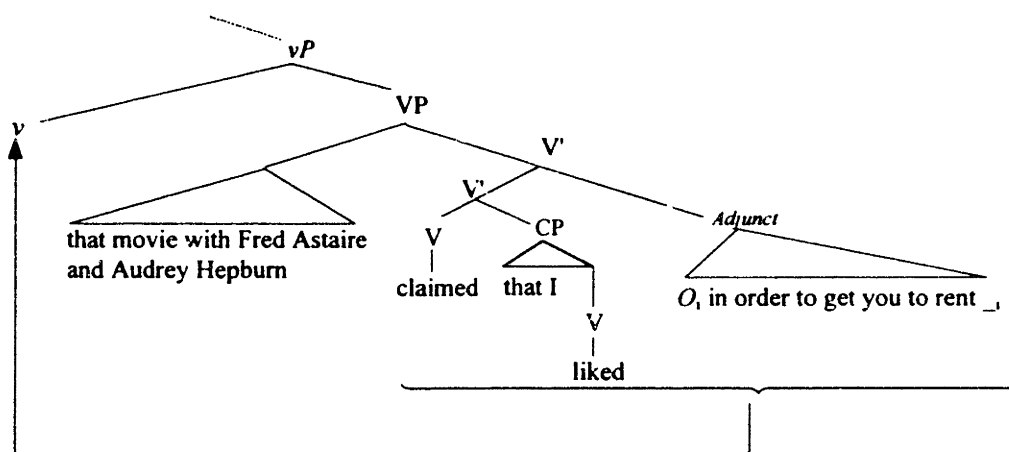 vP
v
VP
V'
V'
Adjunct
that movie with Fred Astaire
and Audrey Hepburn
V
CP
claimed
that I
O₁ in order to get you to rent _₁
V
liked